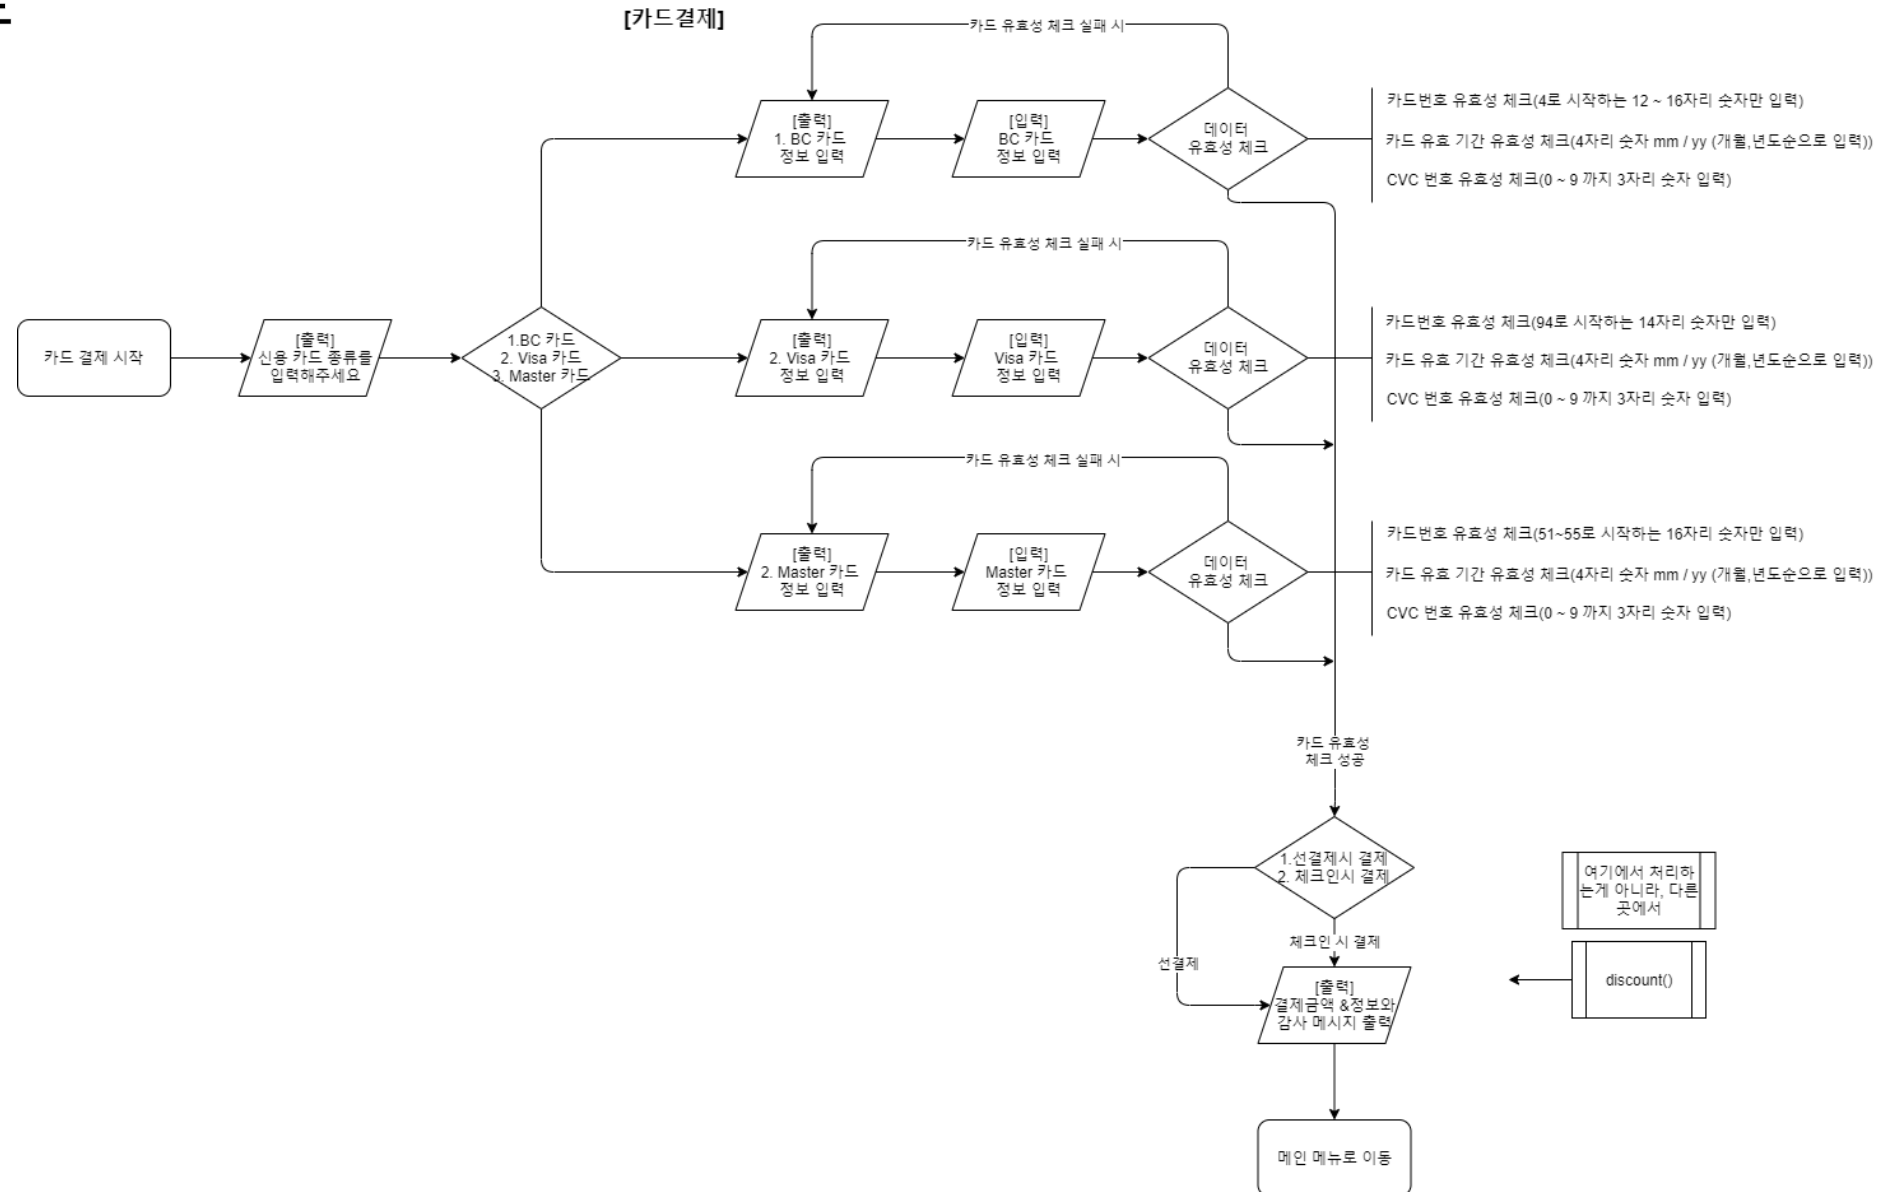 [카드결제]
카드 유효성 체크 실패 시
[출력]
1. BC 카드
정보 입력
[입력]
BC 카드
정보 입력
데이터
유효성 체크
카드번호 유효성 체크(4로 시작하는 12 ~ 16자리 숫자만 입력)
카드 유효 기간 유효성 체크(4자리 숫자 mm / yy (개월,년도순으로 입력))
CVC 번호 유효성 체크(0 ~ 9 까지 3자리 숫자 입력)
카드 유효성 체크 실패 시
카드 결제 시작
[출력]
신용 카드 종류를
입력해주세요
1.BC 카드
2. Visa 카드
3. Master 카드
[출력]
2. Visa 카드
정보 입력
[입력]
Visa 카드
정보 입력
데이터
유효성 체크
카드번호 유효성 체크(94로 시작하는 14자리 숫자만 입력)
카드 유효 기간 유효성 체크(4자리 숫자 mm / yy (개월,년도순으로 입력))
CVC 번호 유효성 체크(0 ~ 9 까지 3자리 숫자 입력)
카드 유효성 체크 실패 시
[출력]
2. Master 카드
정보 입력
[입력]
Master 카드
정보 입력
데이터
유효성 체크
카드번호 유효성 체크(51~55로 시작하는 16자리 숫자만 입력)
카드 유효 기간 유효성 체크(4자리 숫자 mm / yy (개월,년도순으로 입력))
CVC 번호 유효성 체크(0 ~ 9 까지 3자리 숫자 입력)
카드 유효성
체크 성공
1.선결제시 결제
2. 체크인시 결제
여기에서 처리하
는게 아니라, 다른
곳에서
체크인 시 결제
선결제
[출력]
결제금액 &정보와
감사 메시지 출력
discount()
메인 메뉴로 이동